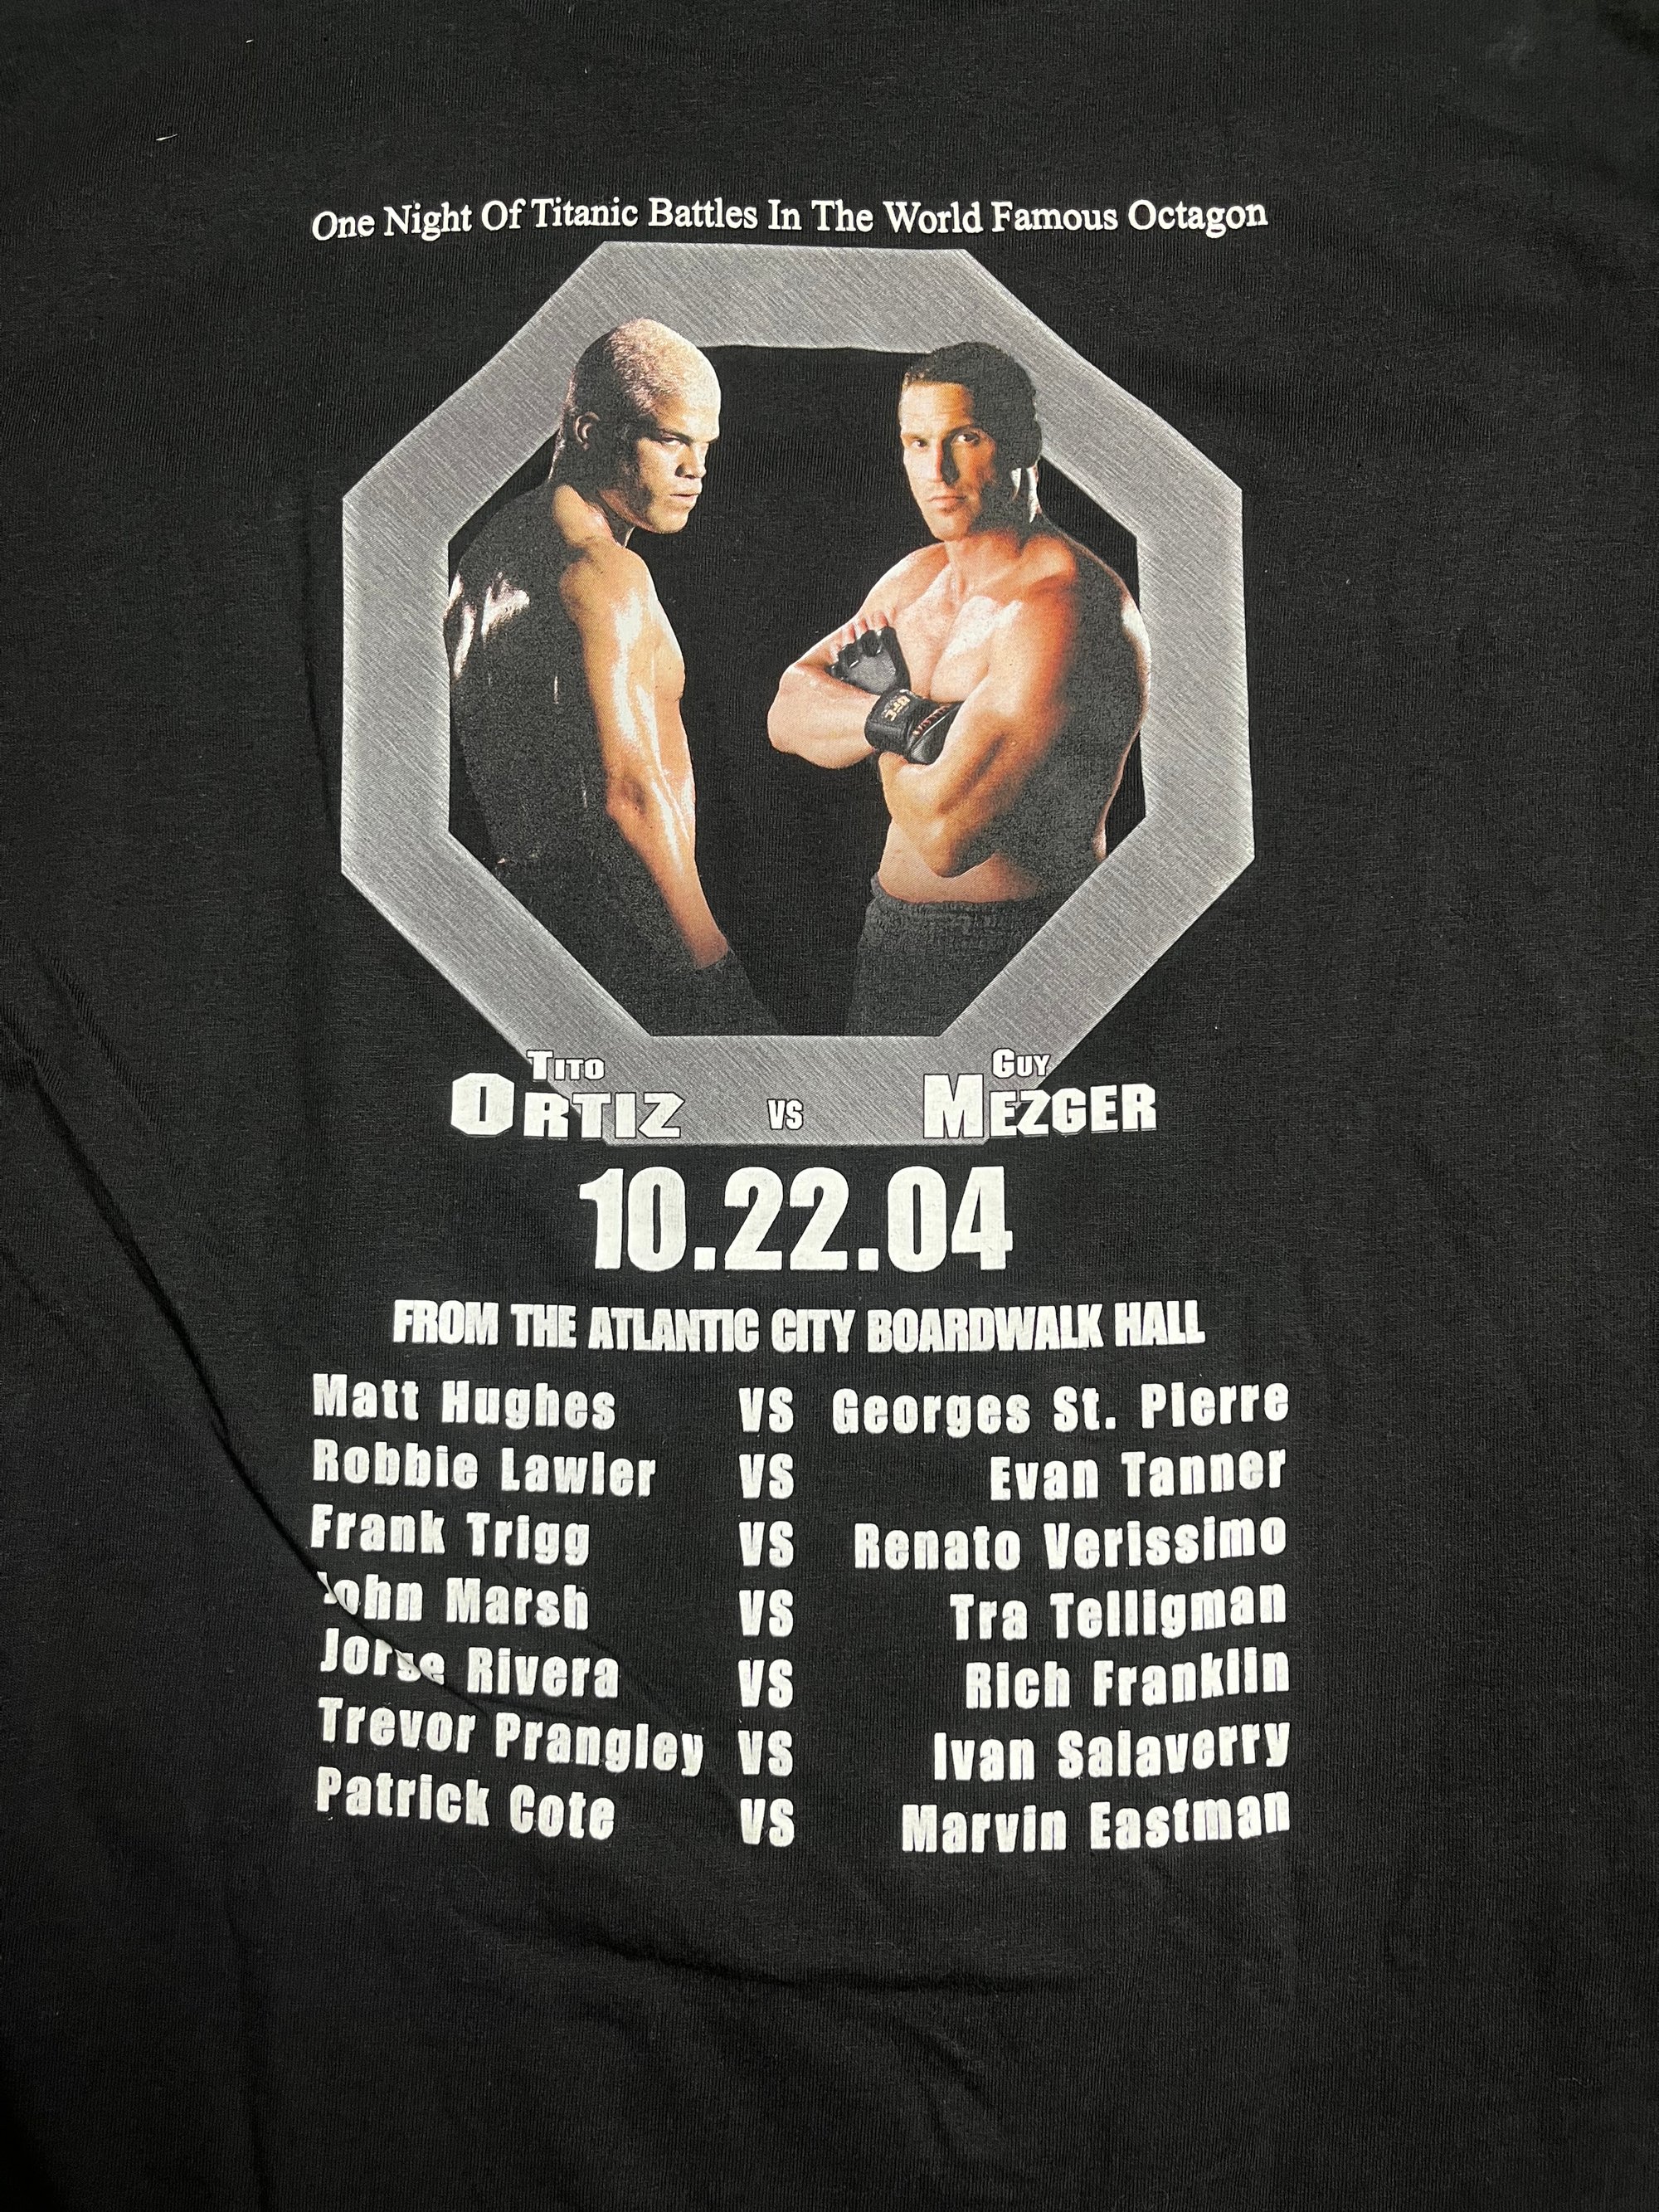 One Night Of Titanic Battles In The World Famous Octagon
UFC
TITO GUY
ORTIZ VS MEZGER
10.22.04
FROM THE ATLANTIC CITY BOARDWALK HALL
Matt Hughes VS Georges St. Pierre
Robbie Lawler VS Evan Tanner
Frank Trigg VS Renato Verissimo
John Marsh VS Tra Telligman
Jorge Rivera VS Rich Franklin
Trevor Prangley VS Ivan Salaverry
Patrick Cote VS Marvin Eastman